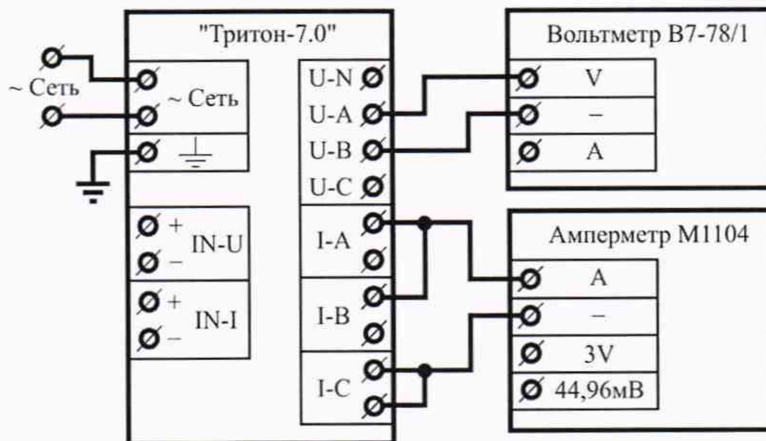 "Тритон-7.0"
~ Сеть
~ Сеть
+
IN-U
–
+
IN-I
–
U-N
U-A
U-B
U-C
I-A
I-B
I-C
Вольтметр В7-78/1
V
–
A
Амперметр М1104
A
–
3V
44,96мВ